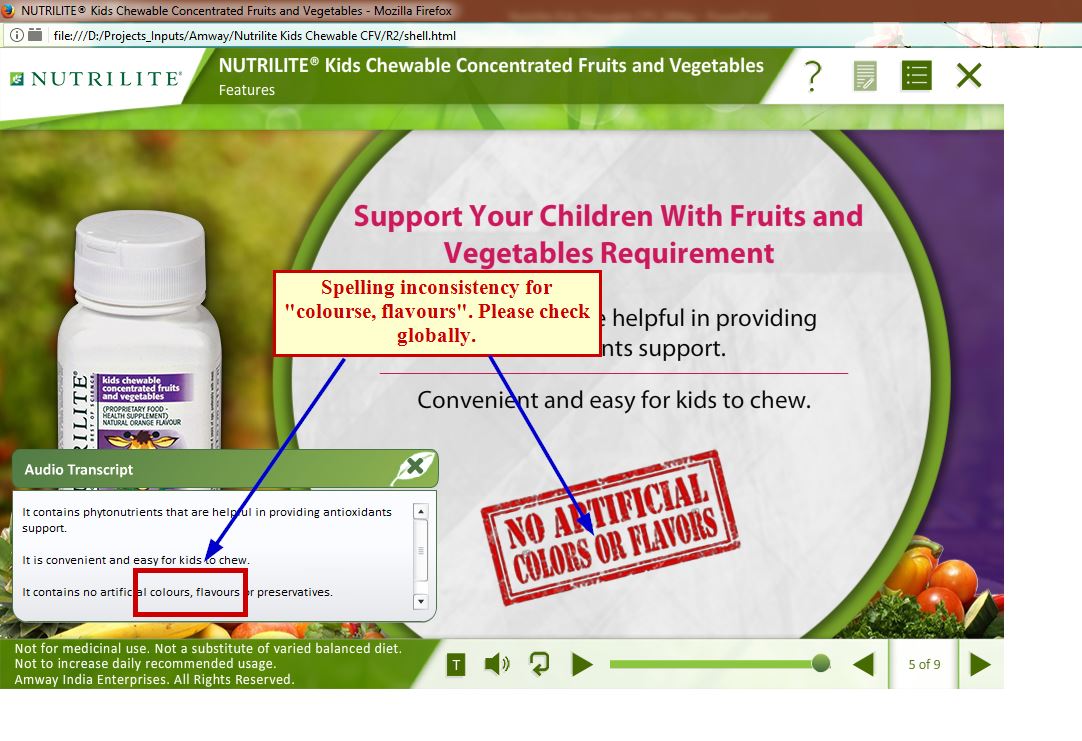 NUTRILITE® Kids Chewable Concentrated Fruits and Vegetables - Mozilla Firefox
file:///D:/Projects_Inputs/Amway/Nutrilite Kids Chewable CFV/R2/shell.html
NUTRILITE®
NUTRILITE® Kids Chewable Concentrated Fruits and Vegetables
Features
?
Support Your Children With Fruits and
Vegetables Requirement
Spelling inconsistency for
"colourse, flavours". Please check
globally.
helpful in providing
support.
Convenient and easy for kids to chew.
NO ARTIFICIAL
COLORS OR FLAVORS
kids chewable
concentrated fruits
and vegetables
(PROPRIETARY FOOD -
HEALTH SUPPLEMENT)
NATURAL ORANGE FLAVOUR
Audio Transcript
It contains phytonutrients that are helpful in providing antioxidants
support.
It is convenient and easy for kids to chew.
It contains no artificial colours, flavours or preservatives.
Not for medicinal use. Not a substitute of varied balanced diet.
Not to increase daily recommended usage.
Amway India Enterprises. All Rights Reserved.
T
5 of 9